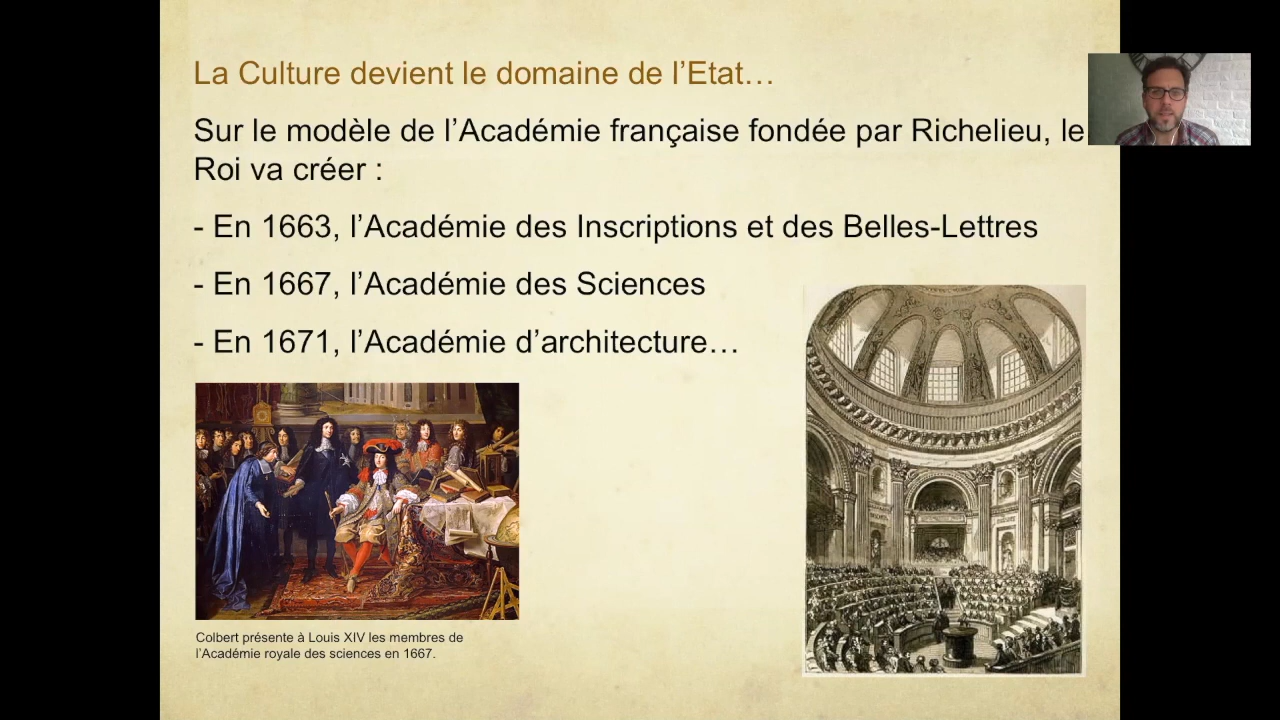 La Culture devient le domaine de l’Etat…
Sur le modèle de l’Académie française fondée par Richelieu, le
Roi va créer :
- En 1663, l’Académie des Inscriptions et des Belles-Lettres
- En 1667, l’Académie des Sciences
- En 1671, l’Académie d’architecture…
Colbert présente à Louis XIV les membres de
l’Académie royale des sciences en 1667.